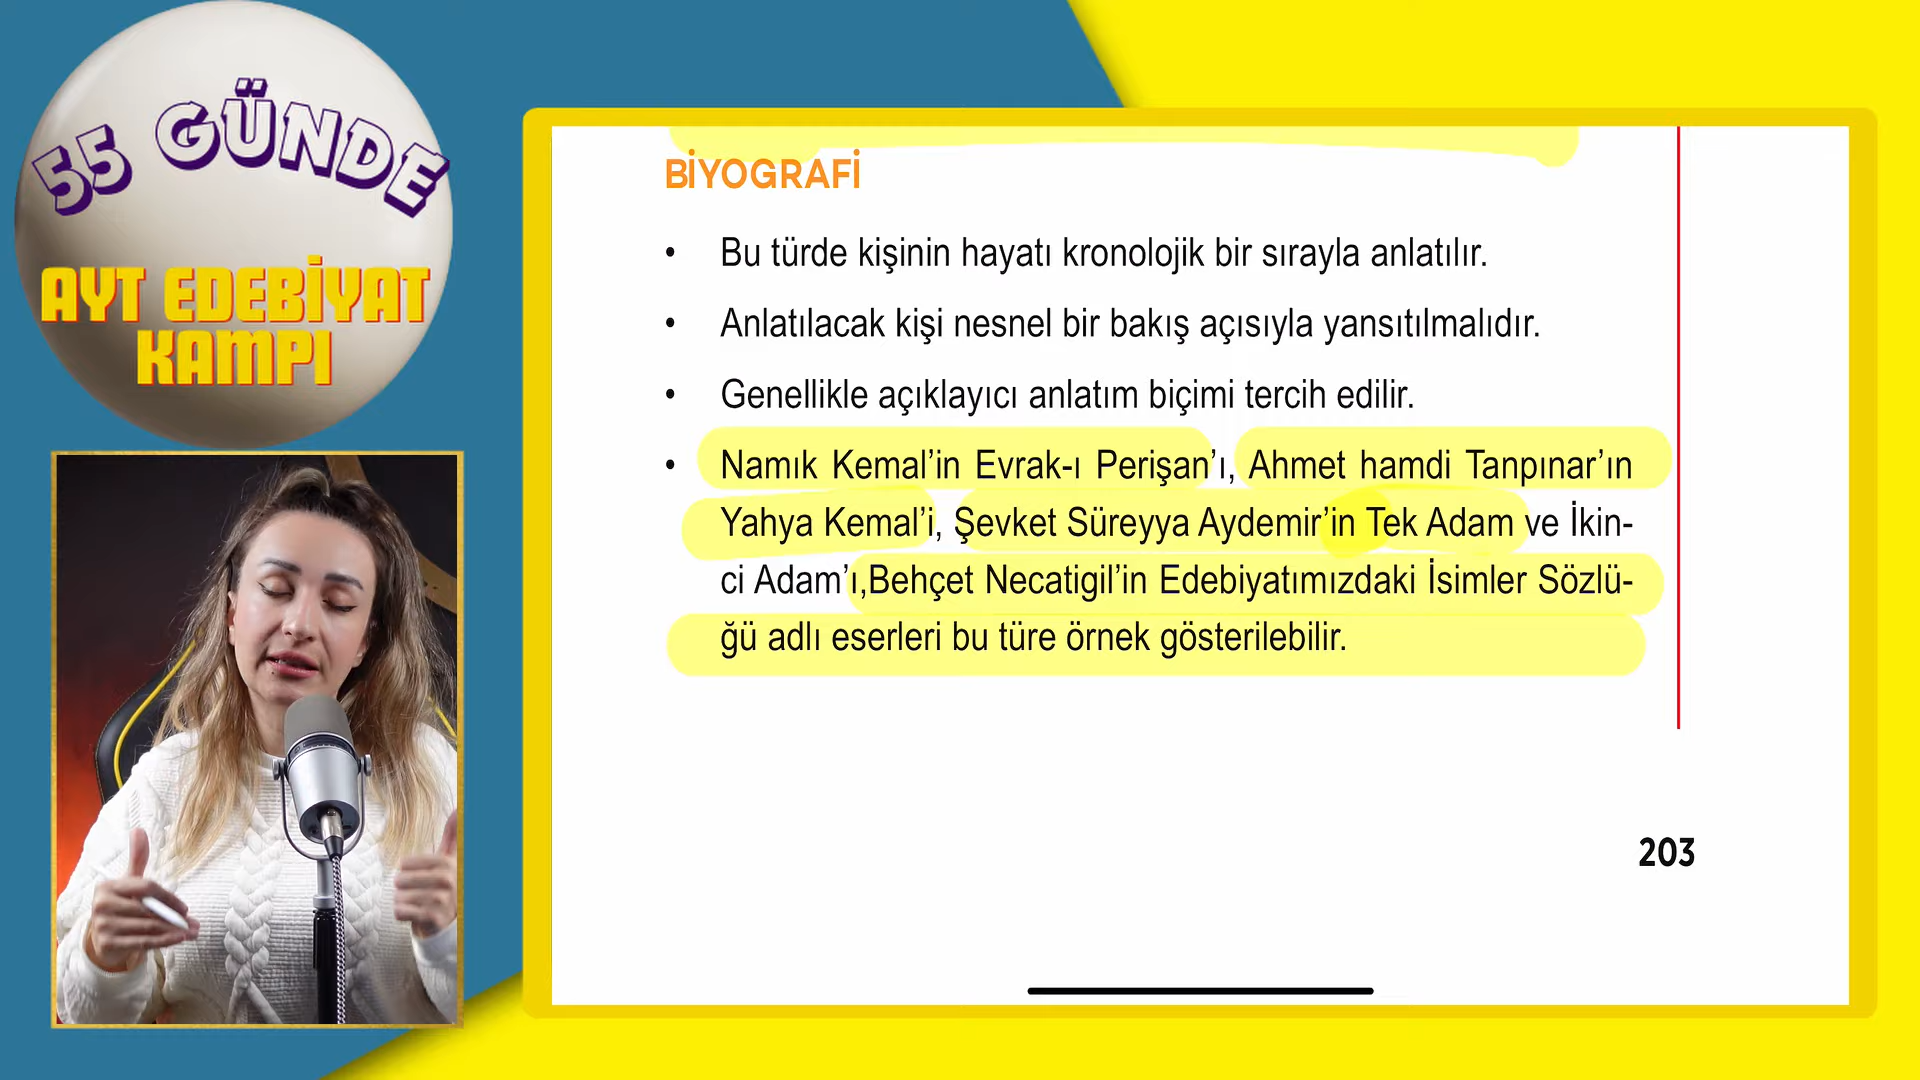 55 GÜNDE
AYT EDEBİYAT
KAMPI
BİYOGRAFİ
• Bu türde kişinin hayatı kronolojik bir sırayla anlatılır.
• Anlatılacak kişi nesnel bir bakış açısıyla yansıtılmalıdır.
• Genellikle açıklayıcı anlatım biçimi tercih edilir.
• Namık Kemal’in Evrak-ı Perişan’ı, Ahmet hamdi Tanpınar’ın
Yahya Kemal’i, Şevket Süreyya Aydemir’in Tek Adam ve İkin-
ci Adam’ı,Behçet Necatigil’in Edebiyatımızdaki İsimler Sözlü-
ğü adlı eserleri bu türe örnek gösterilebilir.
203